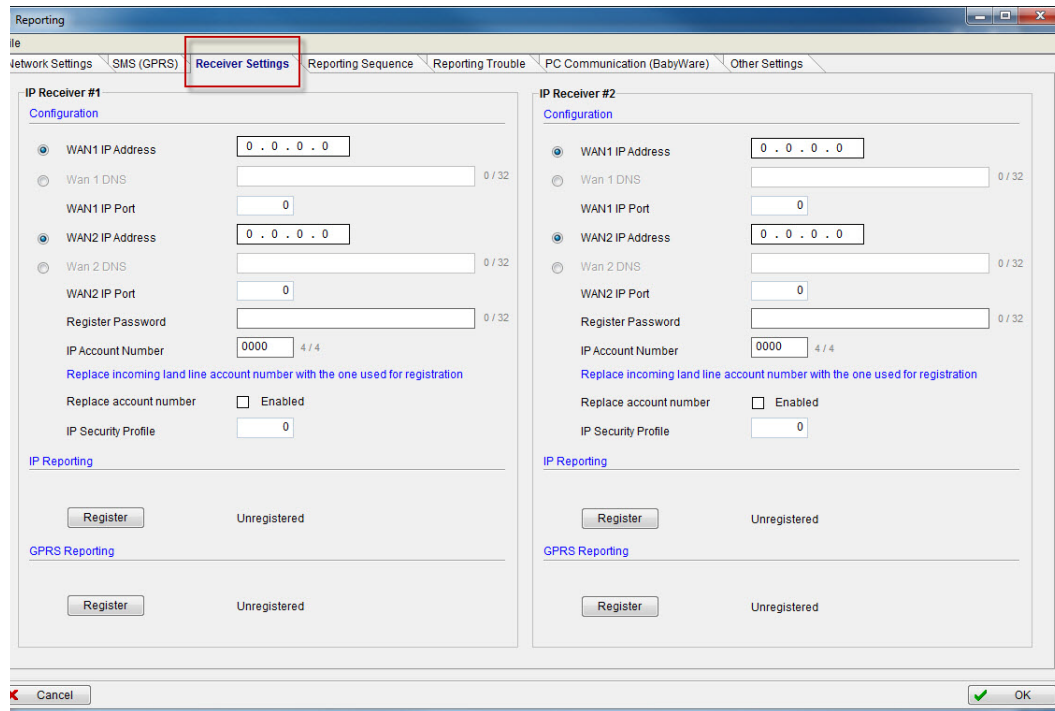 Reporting
ile
Network Settings SMS (GPRS) Receiver Settings Reporting Sequence Reporting Trouble PC Communication (BabyWare) Other Settings
IP Receiver #1
Configuration
WAN1 IP Address 0 . 0 . 0 . 0
Wan 1 DNS 0 / 32
WAN1 IP Port 0
WAN2 IP Address 0 . 0 . 0 . 0
Wan 2 DNS 0 / 32
WAN2 IP Port 0
Register Password 0 / 32
IP Account Number 0000 4 / 4
Replace incoming land line account number with the one used for registration
Replace account number Enabled
IP Security Profile 0
IP Reporting
Register Unregistered
GPRS Reporting
Register Unregistered
IP Receiver #2
Configuration
WAN1 IP Address 0 . 0 . 0 . 0
Wan 1 DNS 0 / 32
WAN1 IP Port 0
WAN2 IP Address 0 . 0 . 0 . 0
Wan 2 DNS 0 / 32
WAN2 IP Port 0
Register Password 0 / 32
IP Account Number 0000 4 / 4
Replace incoming land line account number with the one used for registration
Replace account number Enabled
IP Security Profile 0
IP Reporting
Register Unregistered
GPRS Reporting
Register Unregistered
Cancel OK